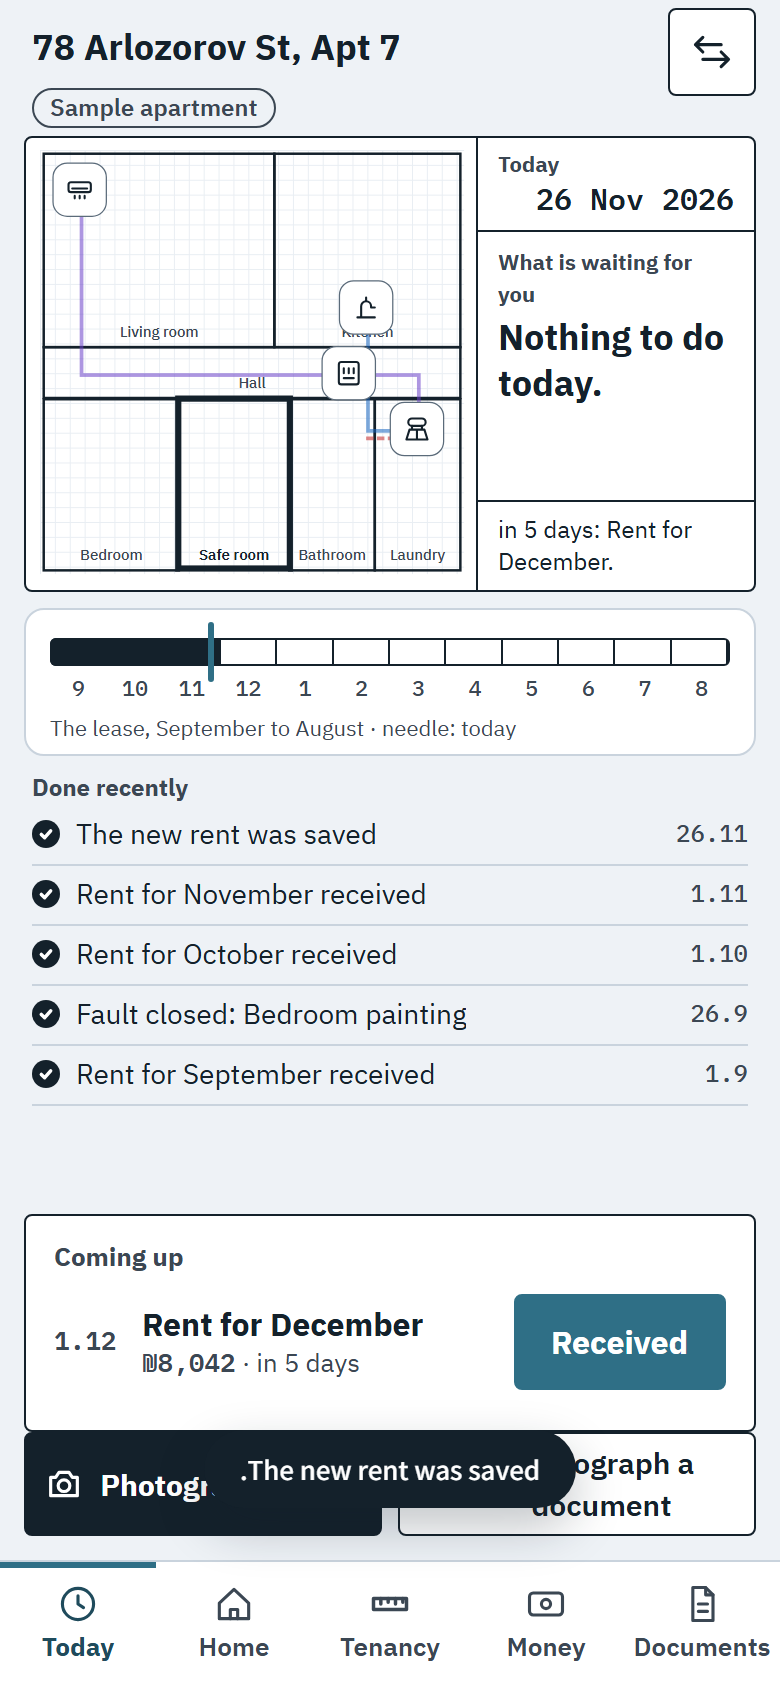 78 Arlozorov St, Apt 7
Sample apartment
Living room
Hall
Bedroom
Safe room
Bathroom
Laundry
Today
26 Nov 2026
What is waiting for
you
Nothing to do
today.
in 5 days: Rent for
December.
9 10 11 12 1 2 3 4 5 6 7 8
The lease, September to August · needle: today
Done recently
The new rent was saved 26.11
Rent for November received 1.11
Rent for October received 1.10
Fault closed: Bedroom painting 26.9
Rent for September received 1.9
Coming up
1.12 Rent for December
₪8,042 · in 5 days
Received
.The new rent was saved
a
document
Today
Home
Tenancy
Money
Documents